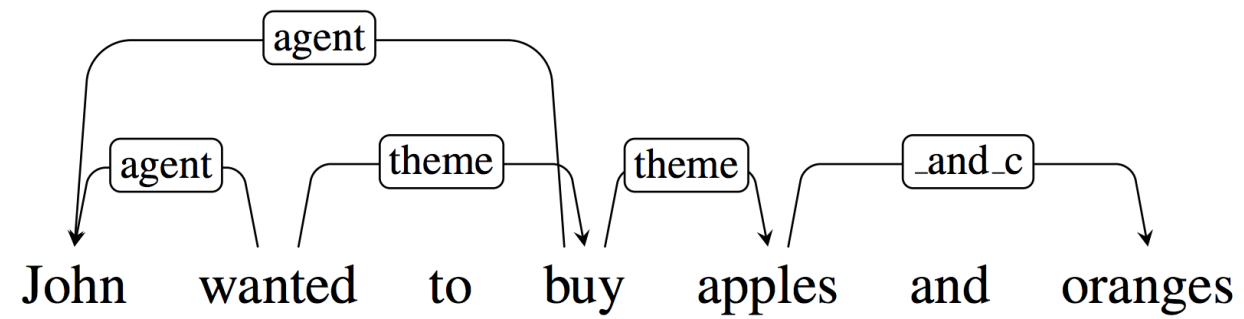 agent
agent theme theme _and_c
John wanted to buy apples and oranges